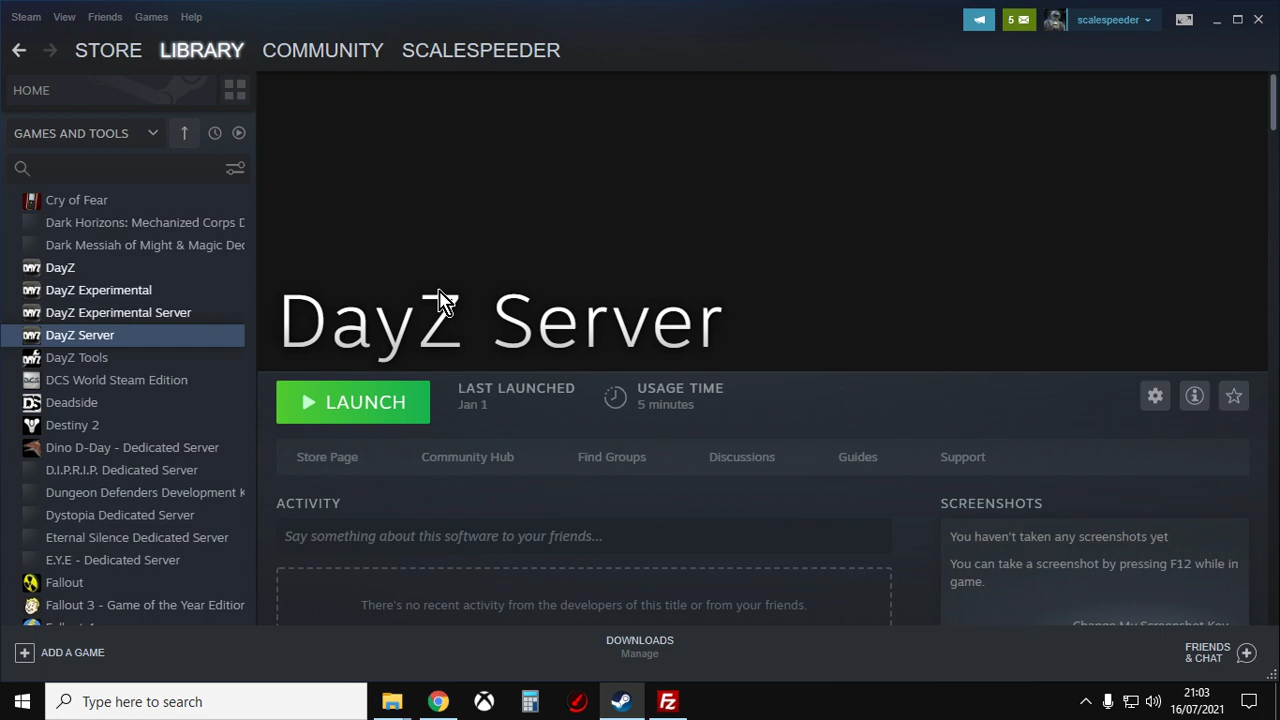 Steam View Friends Games Help
5
scalespeeder
STORE LIBRARY COMMUNITY SCALESPEEDER
HOME
GAMES AND TOOLS
Cry of Fear
Dark Horizons: Mechanized Corps D
Dark Messiah of Might & Magic Dec
DayZ
DayZ Experimental
DayZ Experimental Server
DayZ Server
DayZ Tools
DCS World Steam Edition
Deadside
Destiny 2
Dino D-Day - Dedicated Server
D.I.P.R.I.P. Dedicated Server
Dungeon Defenders Development K
Dystopia Dedicated Server
Eternal Silence Dedicated Server
E.Y.E - Dedicated Server
Fallout
Fallout 3 - Game of the Year Edition
DayZ Server
LAUNCH
LAST LAUNCHED
Jan 1
USAGE TIME
5 minutes
Store Page Community Hub Find Groups Discussions Guides Support
ACTIVITY
Say something about this software to your friends...
There's no recent activity from the developers of this title or from your friends.
SCREENSHOTS
You haven't taken any screenshots yet
You can take a screenshot by pressing F12 while in
game.
Change My Screenshot Key
ADD A GAME
DOWNLOADS
Manage
FRIENDS
& CHAT
Type here to search
21:03
16/07/2021